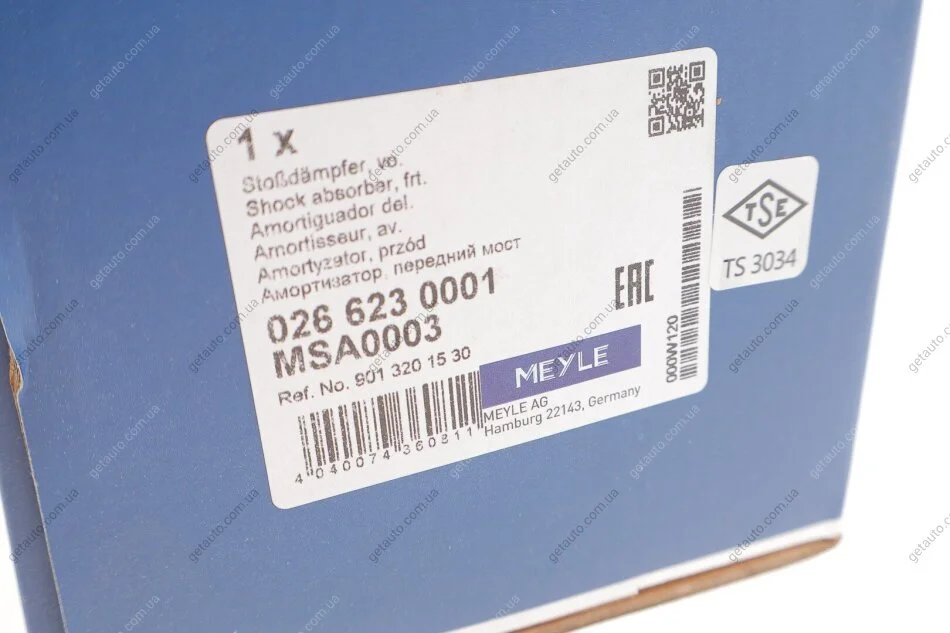 1 x
Stoßdämpfer, ve.
Shock absorber, frt.
Amortiguador del.
Amortisseur, av.
Amortyzator, przód
Амортизатор, передний мост
026 623 0001
MSA0003
Ref. No. 901 320 15 30
4 040074 360811
EAC
MEYLE
MEYLE AG
Hamburg 22143, Germany
000W120
TSE
TS 3034
getauto.com.ua